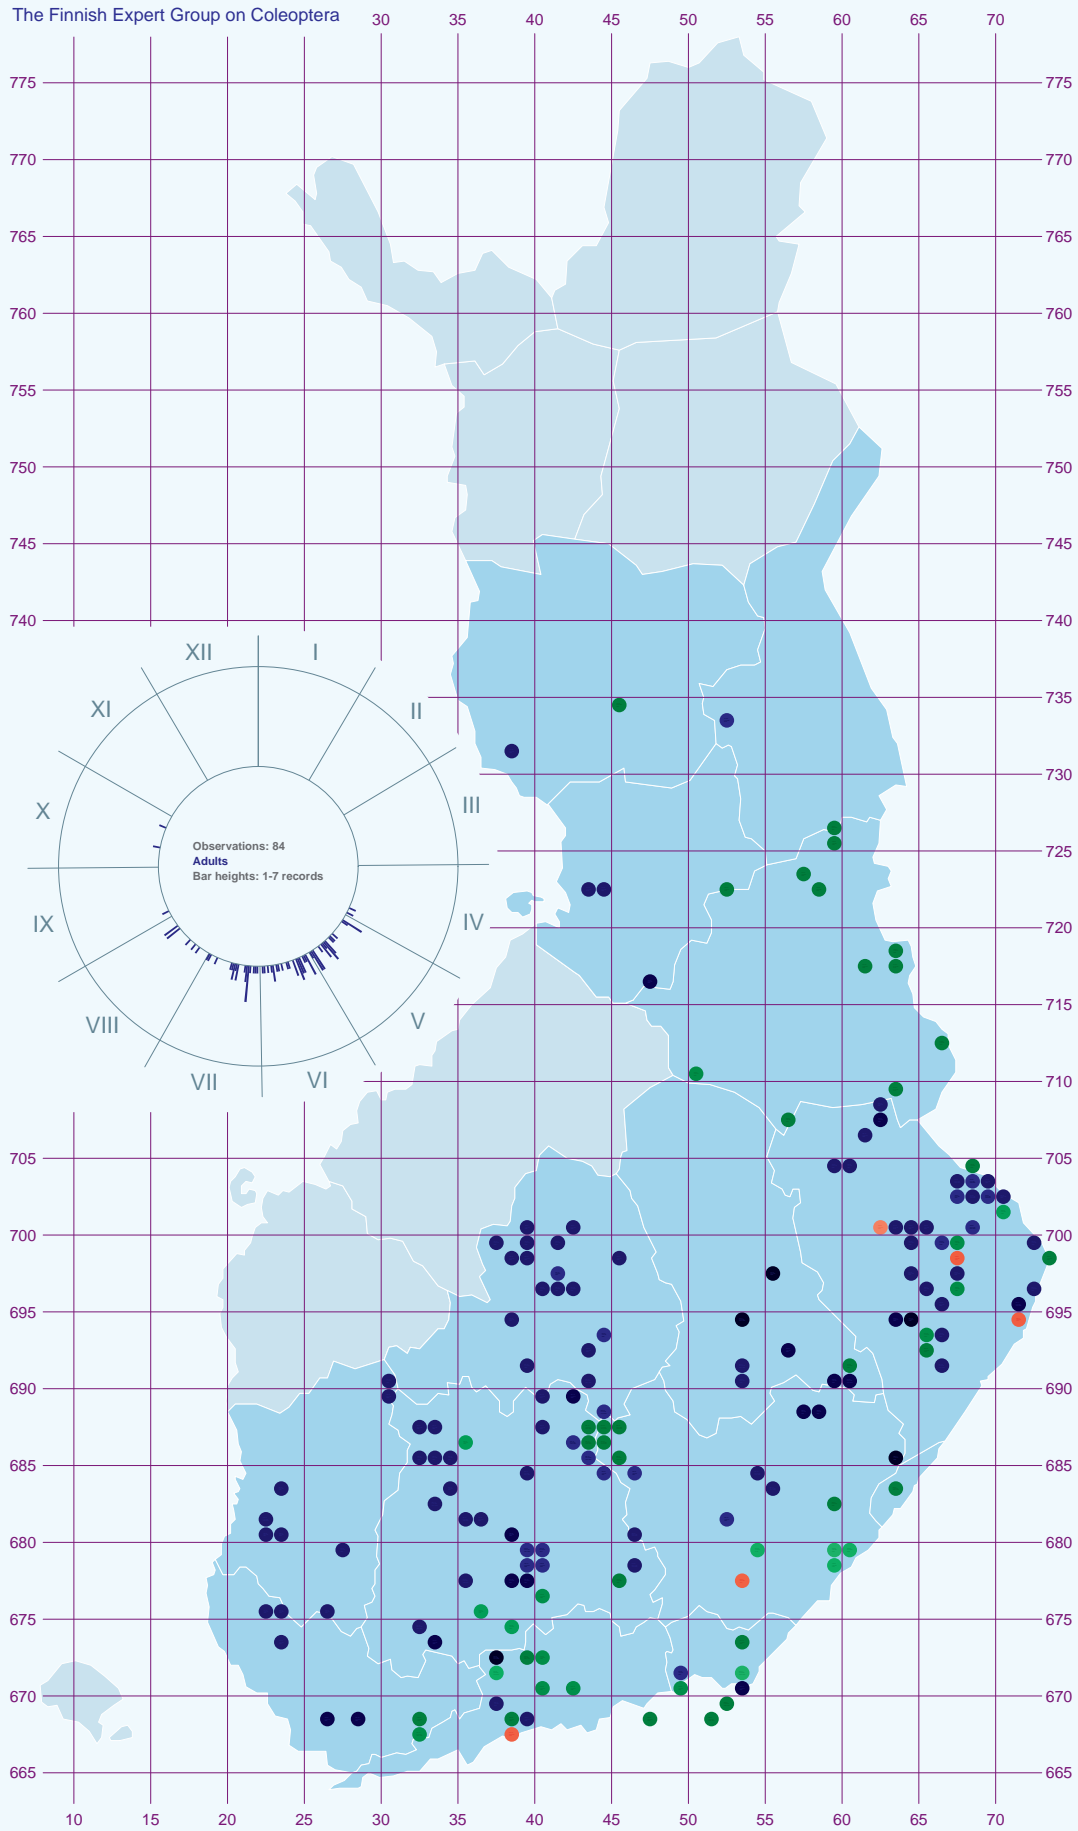 The Finnish Expert Group on Coleoptera
30 35 40 45 50 55 60 65 70
775 775
770 770
765 765
760 760
755 755
750 750
745 745
740 740
XII I
XI II
735
X III
730
Observations: 84
Adults
Bar heights: 1-7 records
725
IX IV
720
VIII V
715
VII VI
710
705 705
700 700
695 695
690 690
685 685
680 680
675 675
670 670
665 665
10 15 20 25 30 35 40 45 50 55 60 65 70